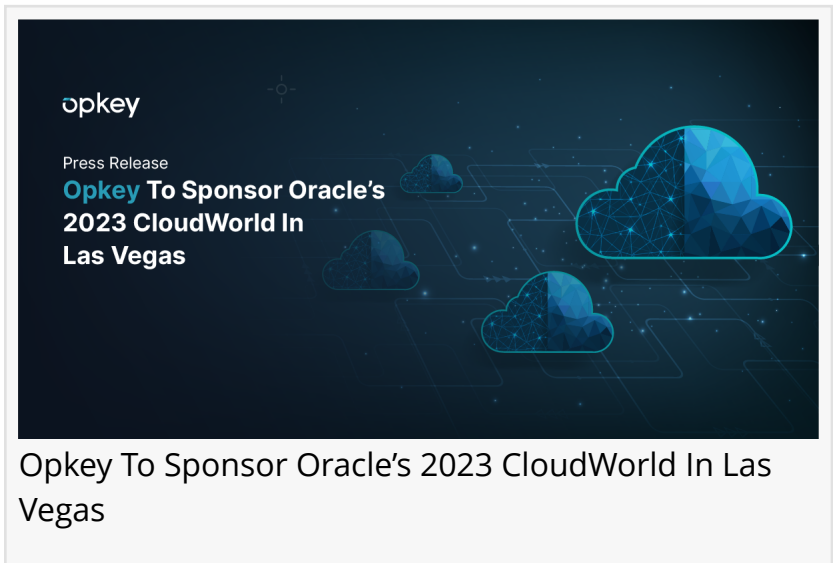 opkey
Press Release
Opkey To Sponsor Oracle's
2023 CloudWorld In
Las Vegas
Opkey To Sponsor Oracle’s 2023 CloudWorld In Las
Vegas